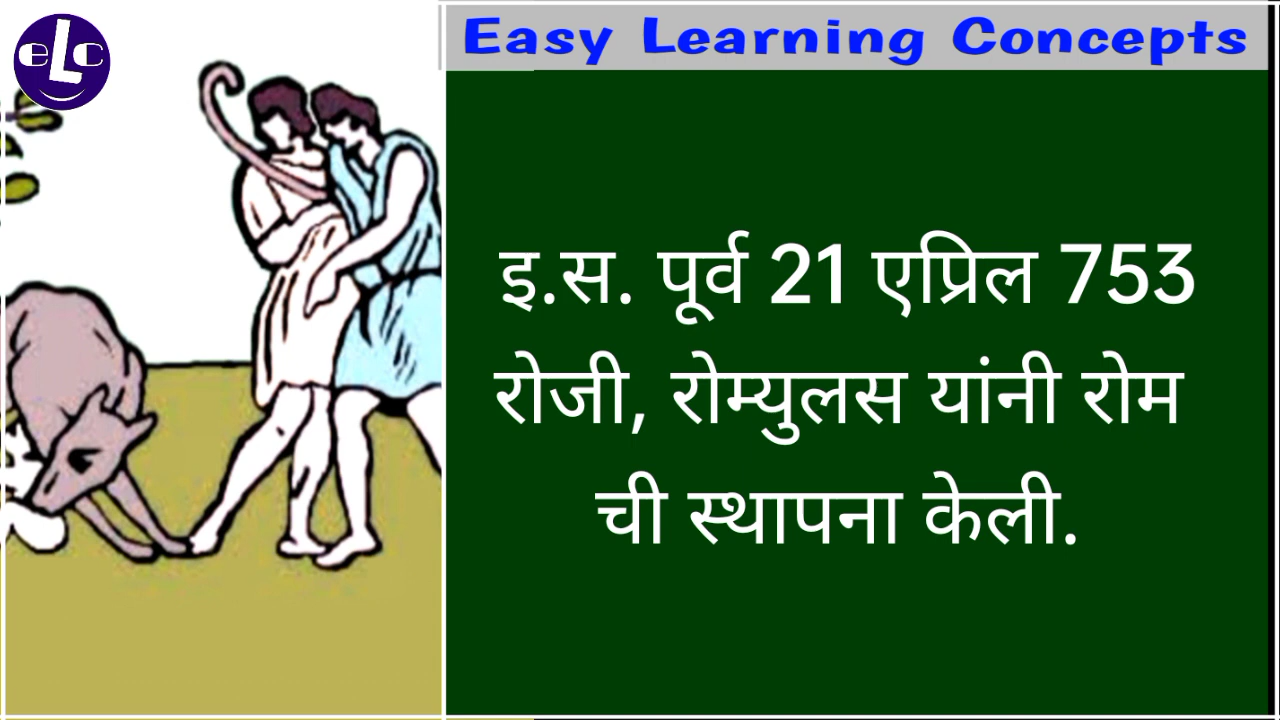 eLc
Easy Learning Concepts
इ.स. पूर्व 21 एप्रिल 753
रोजी, रोम्युलस यांनी रोम
ची स्थापना केली.